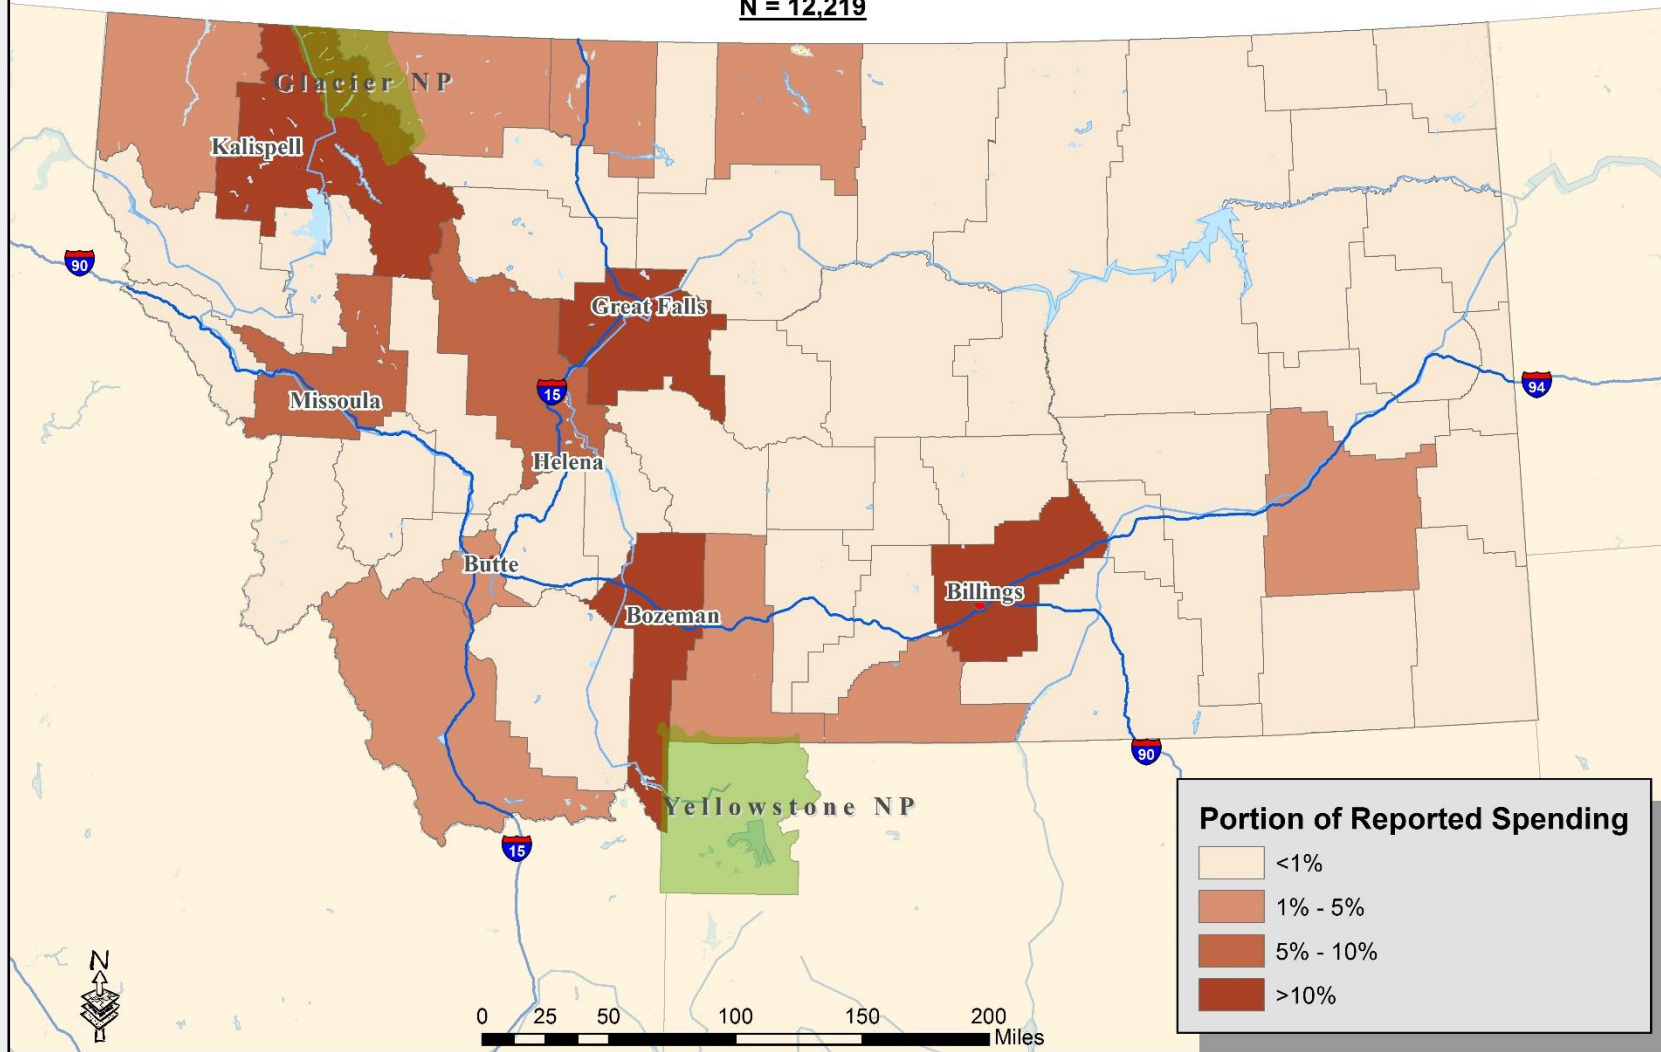 N = 12,219
Glacier NP
Kalispell
90
Great Falls
15
94
Missoula
Helena
Butte
Billings
Bozeman
90
Yellowstone NP
15
Portion of Reported Spending
<1%
1% - 5%
5% - 10%
>10%
N
0 25 50 100 150 200
Miles